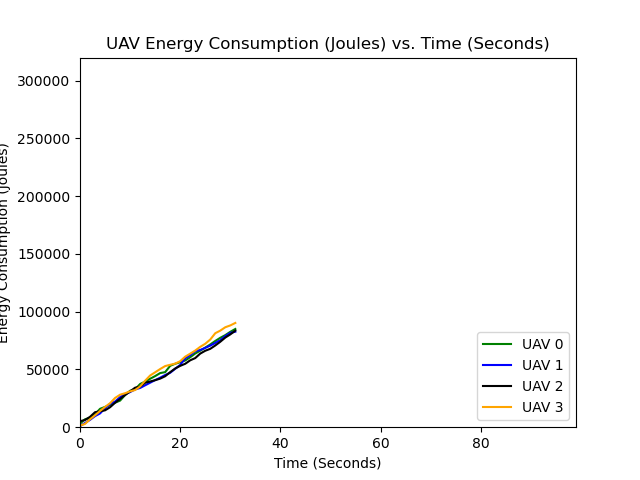 UAV Energy Consumption (Joules) vs. Time (Seconds)
Energy Consumption (Joules)
300000
250000
200000
150000
100000
50000
0
0 20 40 60 80
Time (Seconds)
UAV 0
UAV 1
UAV 2
UAV 3